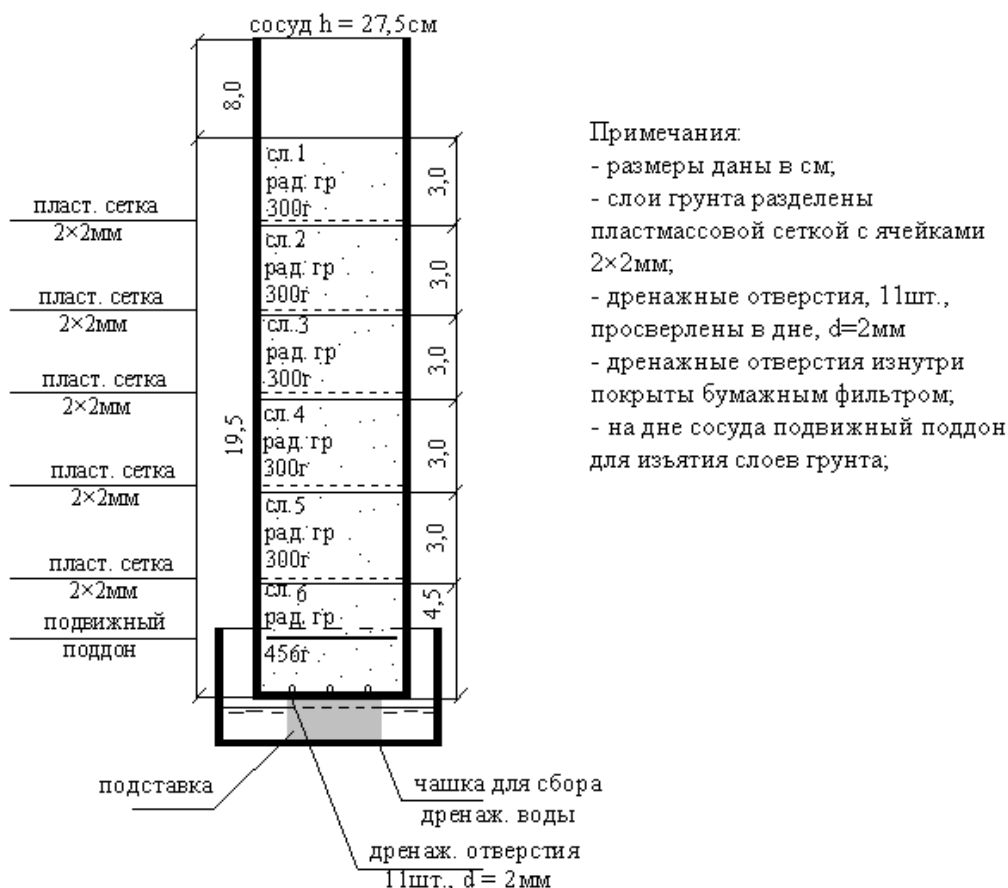 сосуд h = 27,5см
8,0
сл.1
рад. гр
300г
3,0
пласт. сетка
2×2мм
сл.2
рад. гр
300г
3,0
пласт. сетка
2×2мм
сл.3
рад. гр
300г
3,0
пласт. сетка
2×2мм
19,5
сл.4
рад. гр
300г
3,0
пласт. сетка
2×2мм
сл.5
рад. гр
300г
3,0
пласт. сетка
2×2мм
сл.6
рад. гр
456г
4,5
подвижный
поддон
подставка
чашка для сбора
дренаж. воды
дренаж. отверстия
11шт., d = 2мм
Примечания:
- размеры даны в см;
- слои грунта разделены
пластмассовой сеткой с ячейками
2×2мм;
- дренажные отверстия, 11шт.,
просверлены в дне, d=2мм
- дренажные отверстия изнутри
покрыты бумажным фильтром;
- на дне сосуда подвижный поддон
для изьятия слоев грунта;